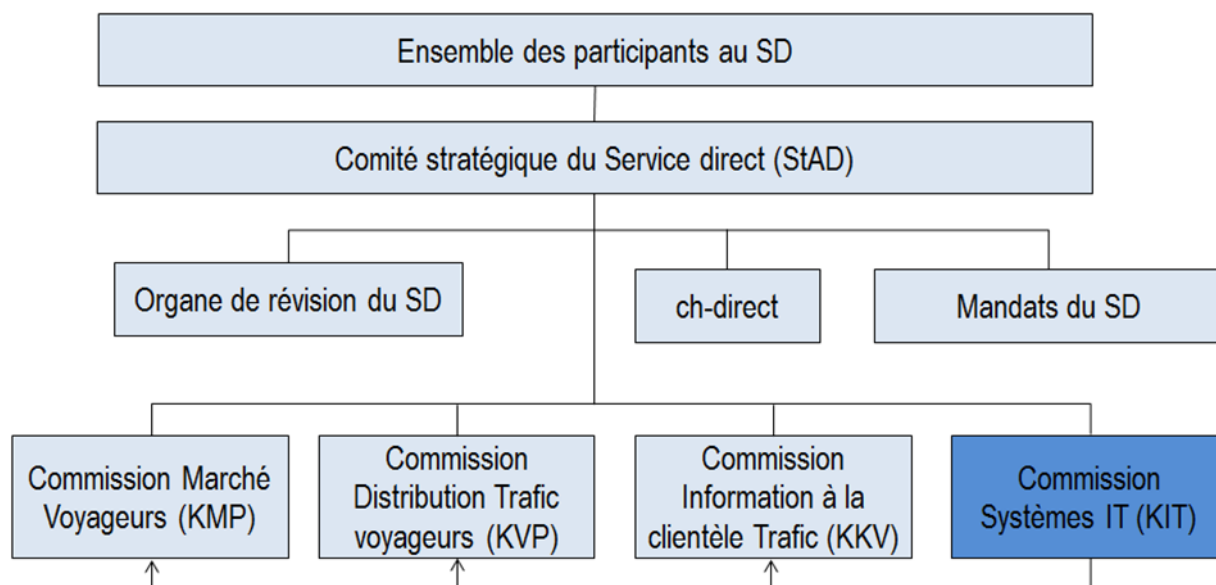 Ensemble des participants au SD
Comité stratégique du Service direct (StAD)
Organe de révision du SD
ch-direct
Mandats du SD
Commission Marché
Voyageurs (KMP)
Commission
Distribution Trafic
voyageurs (KVP)
Commission
Information à la
clientèle Trafic (KKV)
Commission
Systèmes IT (KIT)